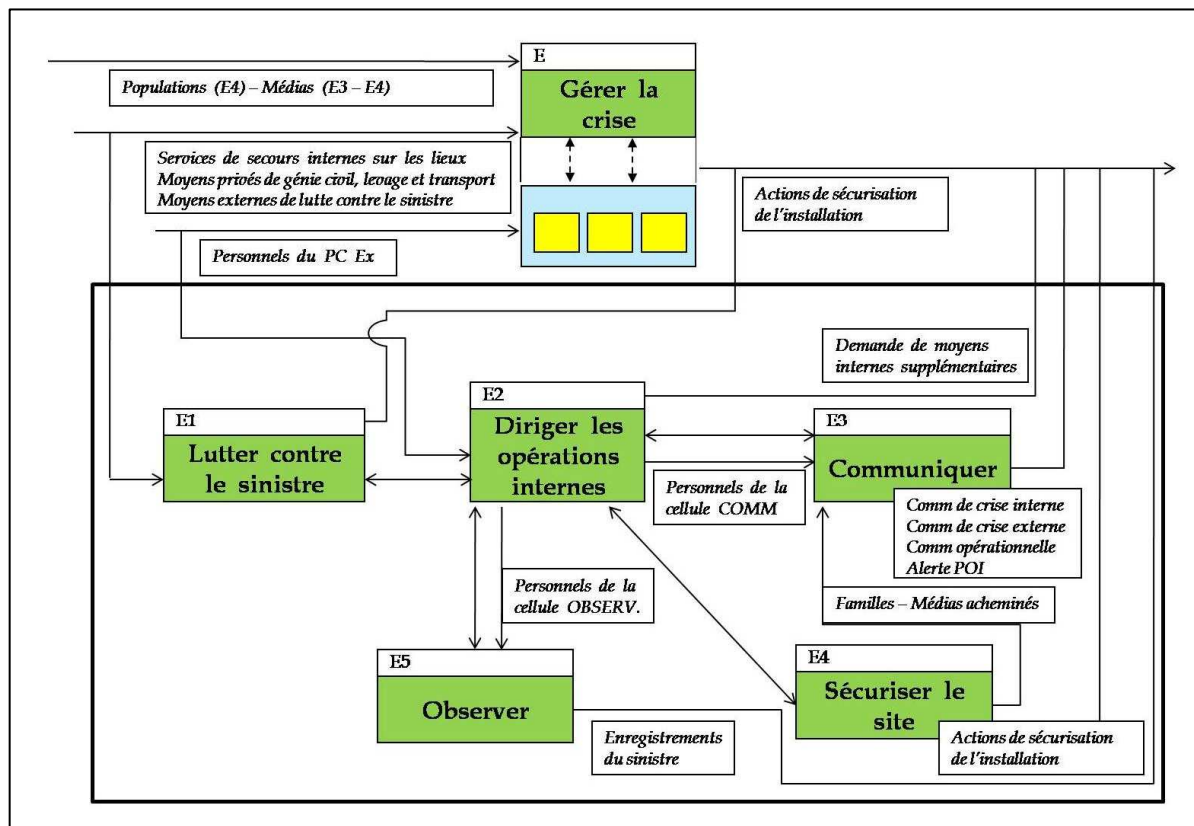 E
Gérer la
crise
Populations (E4) – Médias (E3 – E4)
Services de secours internes sur les lieux
Moyens privés de génie civil, levage et transport
Moyens externes de lutte contre le sinistre
Personnels du PC Ex
Actions de sécurisation
de l'installation
Demande de moyens
internes supplémentaires
E1
Lutter contre
le sinistre
E2
Diriger les
opérations
internes
E3
Communiquer
Personnels de la
cellule COMM
Comm de crise interne
Comm de crise externe
Comm opérationnelle
Alerte POI
Personnels de la
cellule OBSERV.
Familles – Médias acheminés
E5
Observer
E4
Sécuriser le
site
Enregistrements
du sinistre
Actions de sécurisation
de l'installation